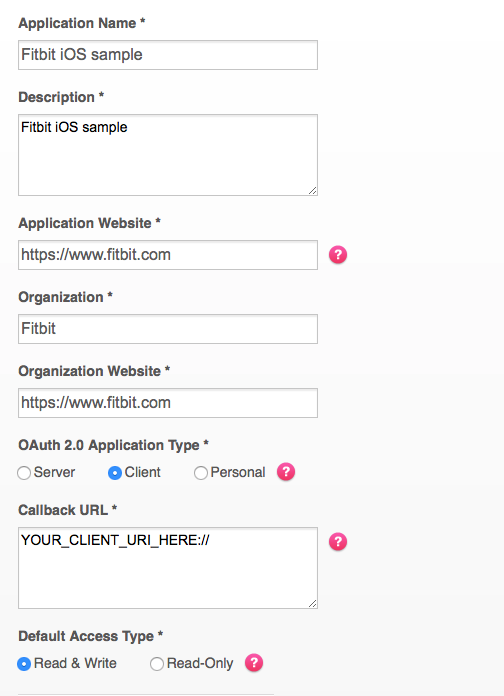 Application Name *
Fitbit iOS sample
Description *
Fitbit iOS sample
Application Website *
https://www.fitbit.com
?
Organization *
Fitbit
Organization Website *
https://www.fitbit.com
OAuth 2.0 Application Type *
Server Client Personal ?
Callback URL *
YOUR_CLIENT_URI_HERE://
?
Default Access Type *
Read & Write Read-Only ?